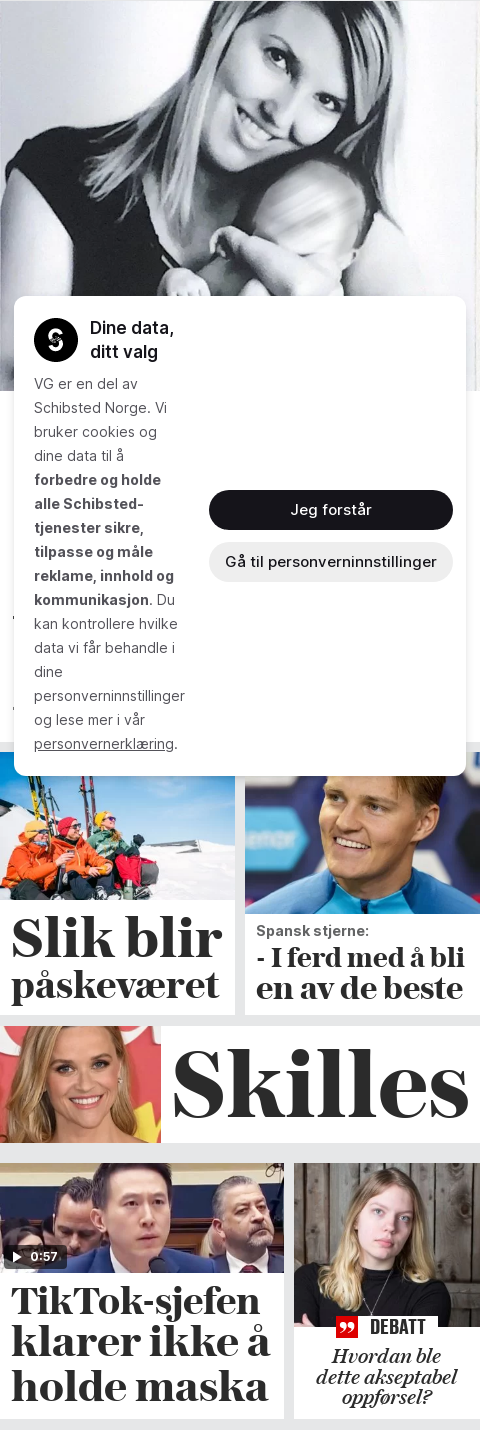 Dine data,
ditt valg
VG er en del av
Schibsted Norge. Vi
bruker cookies og
dine data til å
forbedre og holde
alle Schibsted-
tjenester sikre,
tilpasse og måle
reklame, innhold og
kommunikasjon. Du
kan kontrollere hvilke
data vi får behandle i
dine
personverninnstillinger
og lese mer i vår
personvernerklæring.
Jeg forstår
Gå til personverninnstillinger
Slik blir
påskeværet
Spansk stjerne:
- I ferd med å bli
en av de beste
Skilles
0:57
TikTok-sjefen
klarer ikke å
holde maska
DEBATT
Hvordan ble
dette akseptabel
oppførsel?